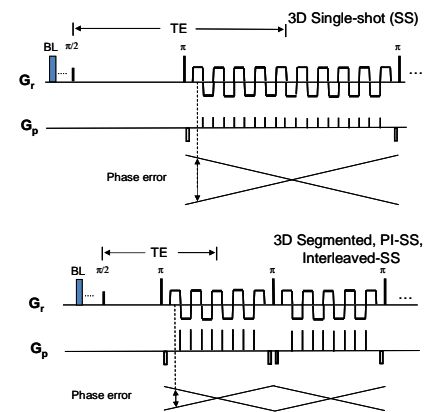 3D Single-shot (SS)
TE
BL π/2 π π
Gr ...
Gp
Phase error
3D Segmented, PI-SS,
Interleaved-SS
TE
BL π/2 π π π
Gr ...
Gp
Phase error